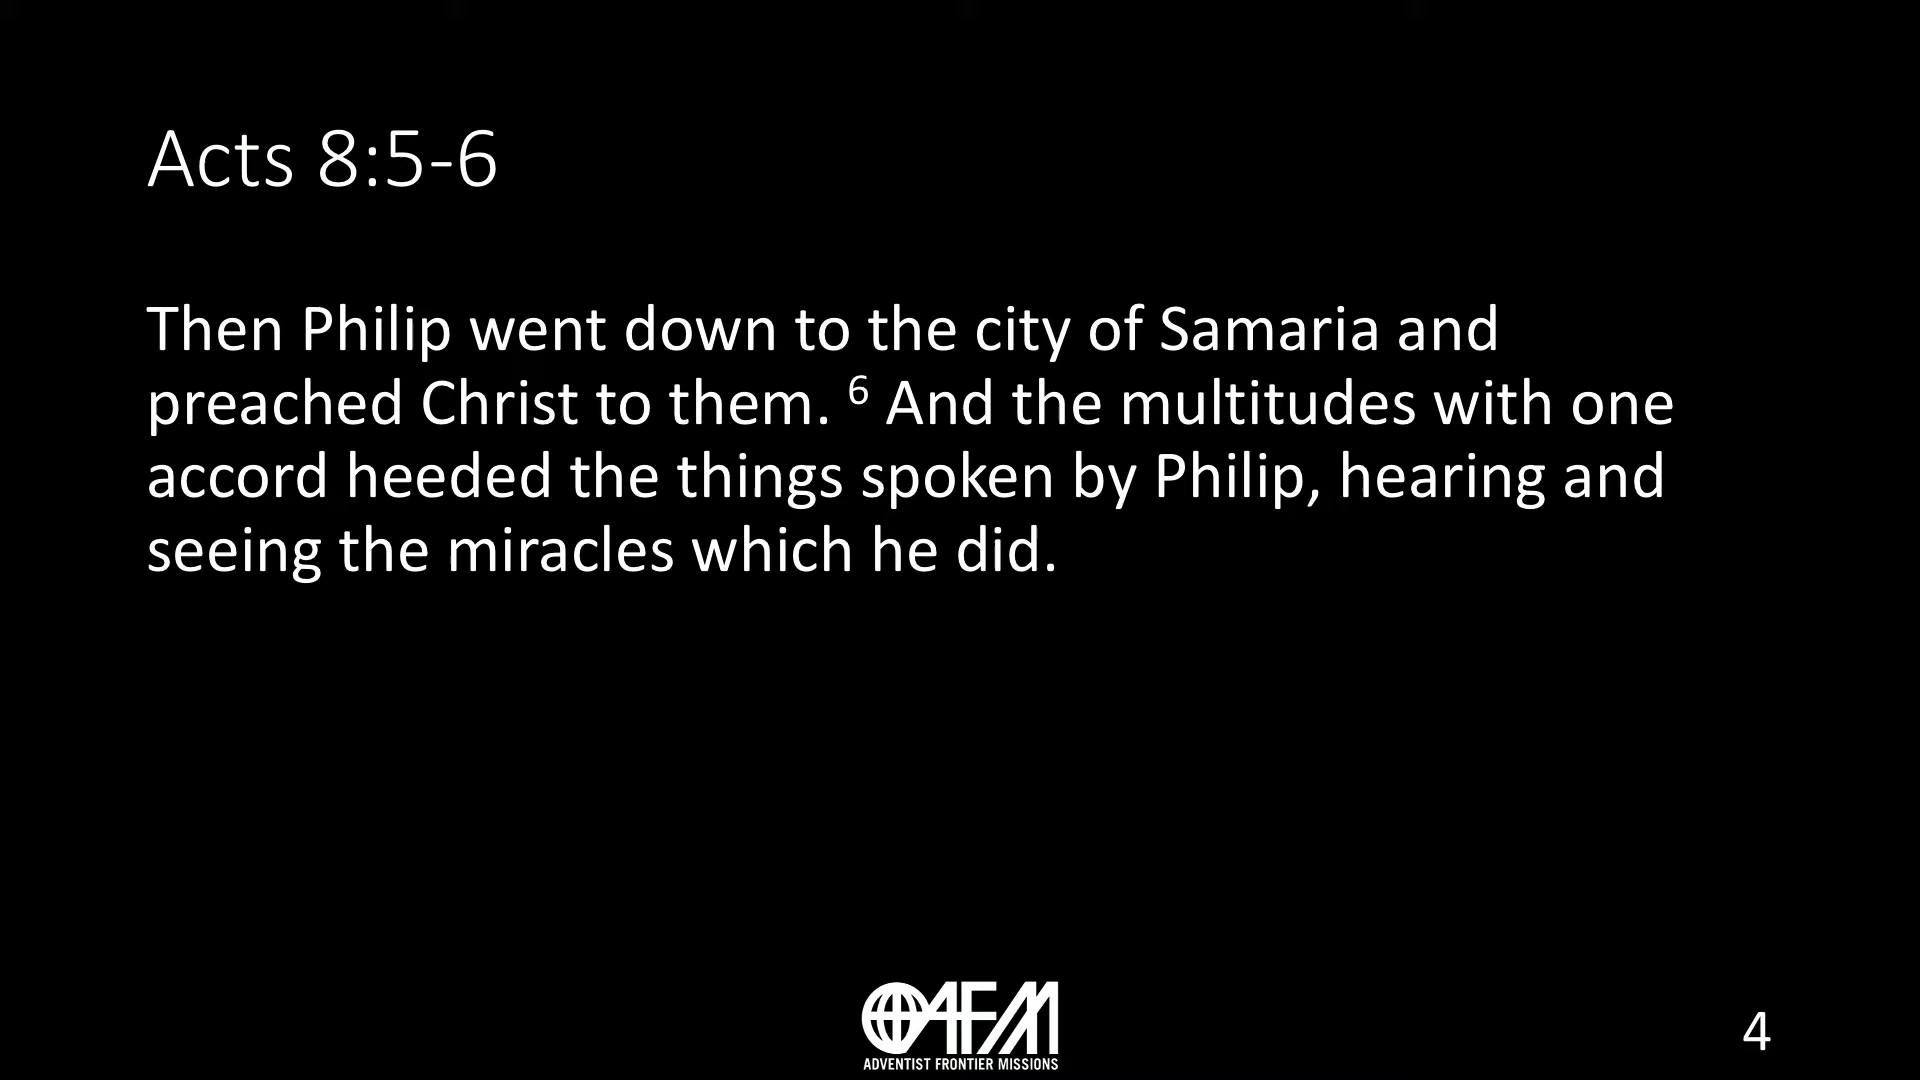 Acts 8:5-6
Then Philip went down to the city of Samaria and
preached Christ to them. 6 And the multitudes with one
accord heeded the things spoken by Philip, hearing and
seeing the miracles which he did.
AFM
ADVENTIST FRONTIER MISSIONS
4